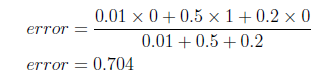 error = \frac{0.01 × 0 + 0.5 × 1 + 0.2 × 0}{0.01 + 0.5 + 0.2}
error = 0.704